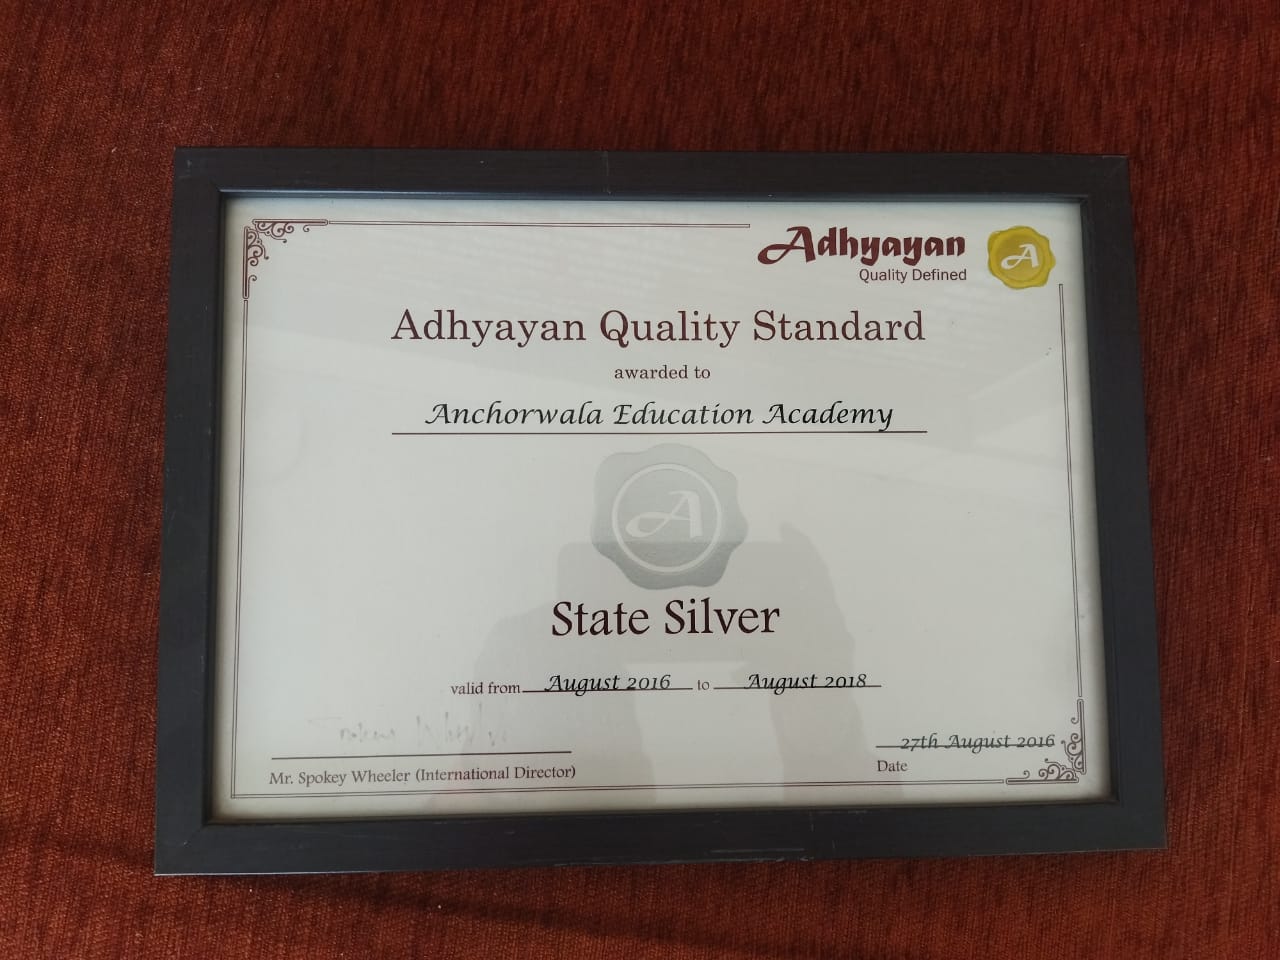 Adhyayan
Quality Defined
A
Adhyayan Quality Standard
awarded to
Anchorwala Education Academy
A
State Silver
valid from August 2016 to August 2018
27th August 2016
Mr. Spokey Wheeler (International Director)
Date